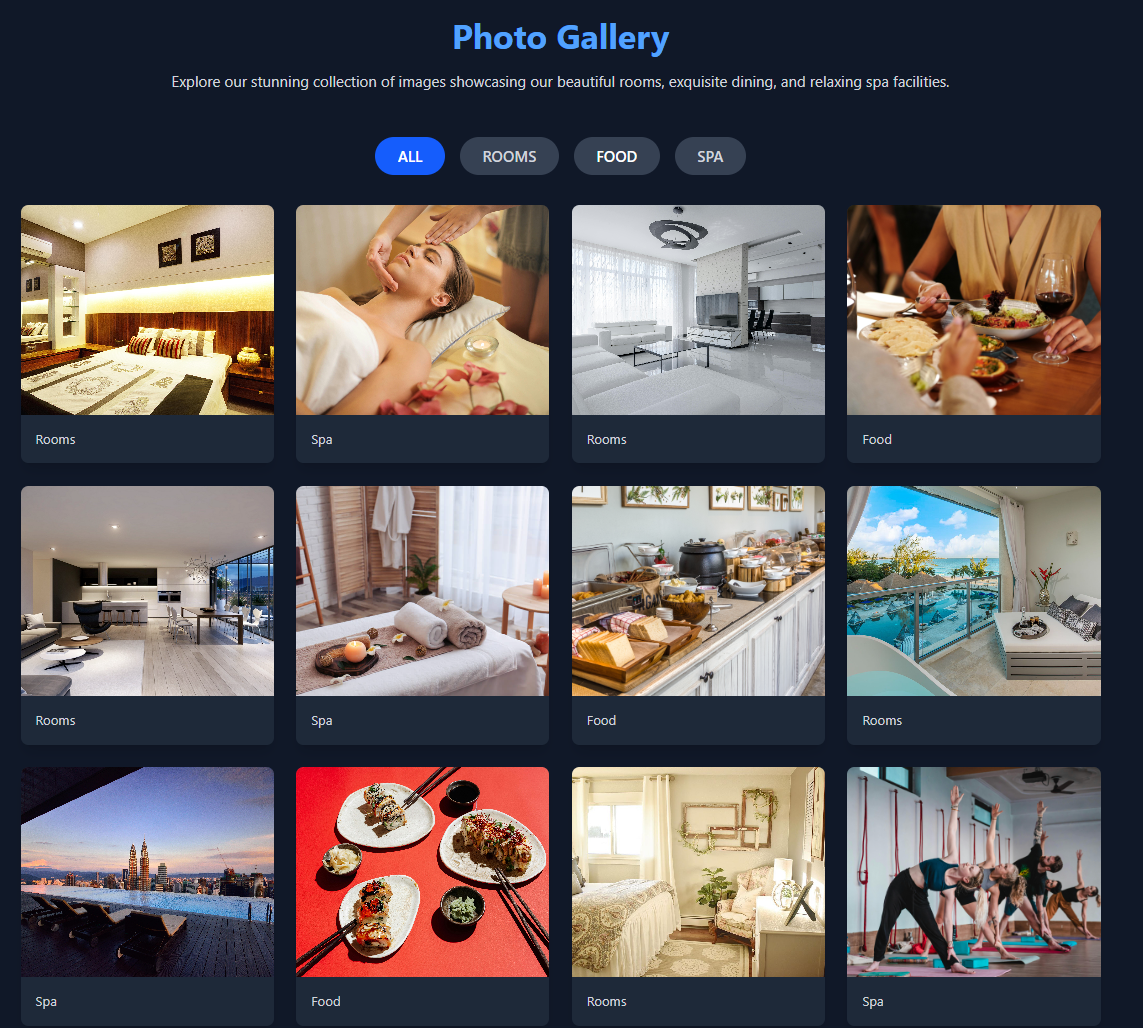 Photo Gallery
Explore our stunning collection of images showcasing our beautiful rooms, exquisite dining, and relaxing spa facilities.
ALL ROOMS FOOD SPA
Rooms Spa Rooms Food
Rooms Spa Food Rooms
Spa Food Rooms Spa